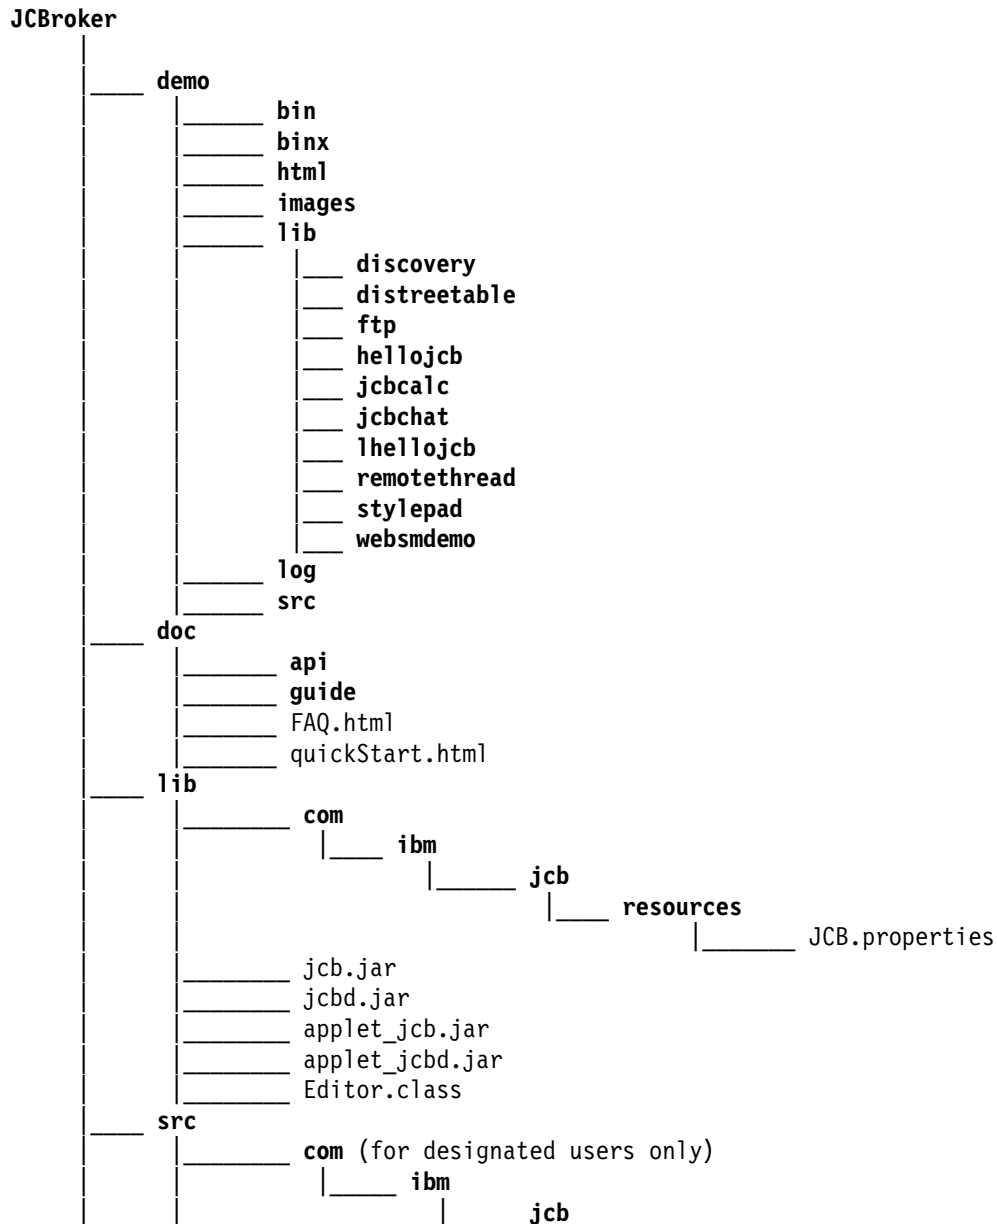 JCBroker
demo
bin
binx
html
images
lib
discovery
distreetable
ftp
hellojcb
jcbcalc
jcbchat
lhellojcb
remotethread
stylepad
websmdemo
log
src
doc
api
guide
FAQ.html
quickStart.html
lib
com
ibm
jcb
resources
JCB.properties
jcb.jar
jcbd.jar
applet_jcb.jar
applet_jcbd.jar
Editor.class
src
com (for designated users only)
ibm
jcb